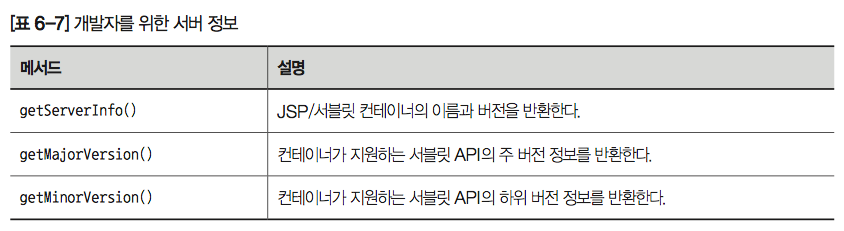 [표 6-7] 개발자를 위한 서버 정보
메서드 설명
getServerInfo() JSP/서블릿 컨테이너의 이름과 버전을 반환한다.
getMajorVersion() 컨테이너가 지원하는 서블릿 API의 주 버전 정보를 반환한다.
getMinorVersion() 컨테이너가 지원하는 서블릿 API의 하위 버전 정보를 반환한다.